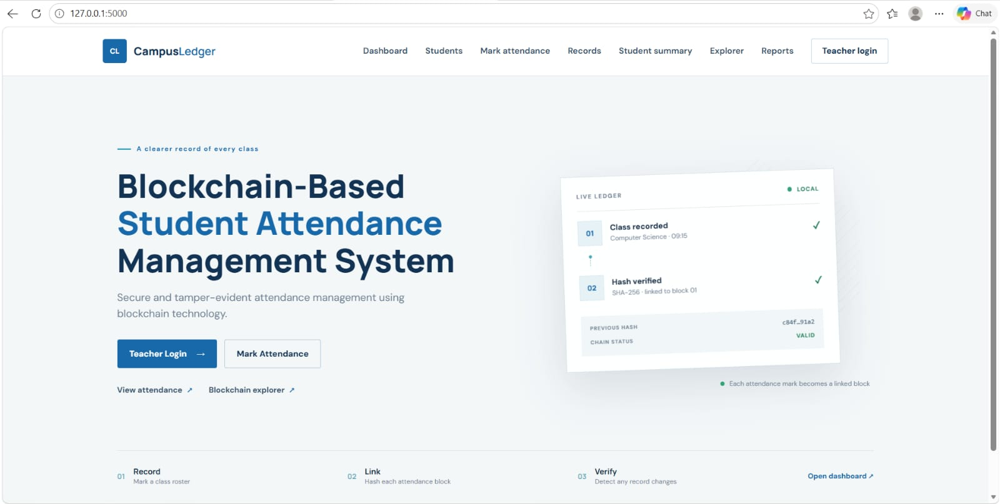 127.0.0.1:5000
Chat
CL
CampusLedger
Dashboard
Students
Mark attendance
Records
Student summary
Explorer
Reports
Teacher login
A clearer record of every class
Blockchain-Based
Student Attendance
Management System
Secure and tamper-evident attendance management using
blockchain technology.
Teacher Login →
Mark Attendance
View attendance ↗
Blockchain explorer ↗
LIVE LEDGER
LOCAL
01
Class recorded
Computer Science · 09:15
✓
02
Hash verified
SHA-256 · linked to block 01
✓
PREVIOUS HASH
c84f…91a2
CHAIN STATUS
VALID
Each attendance mark becomes a linked block
01
Record
Mark a class roster
02
Link
Hash each attendance block
03
Verify
Detect any record changes
Open dashboard ↗